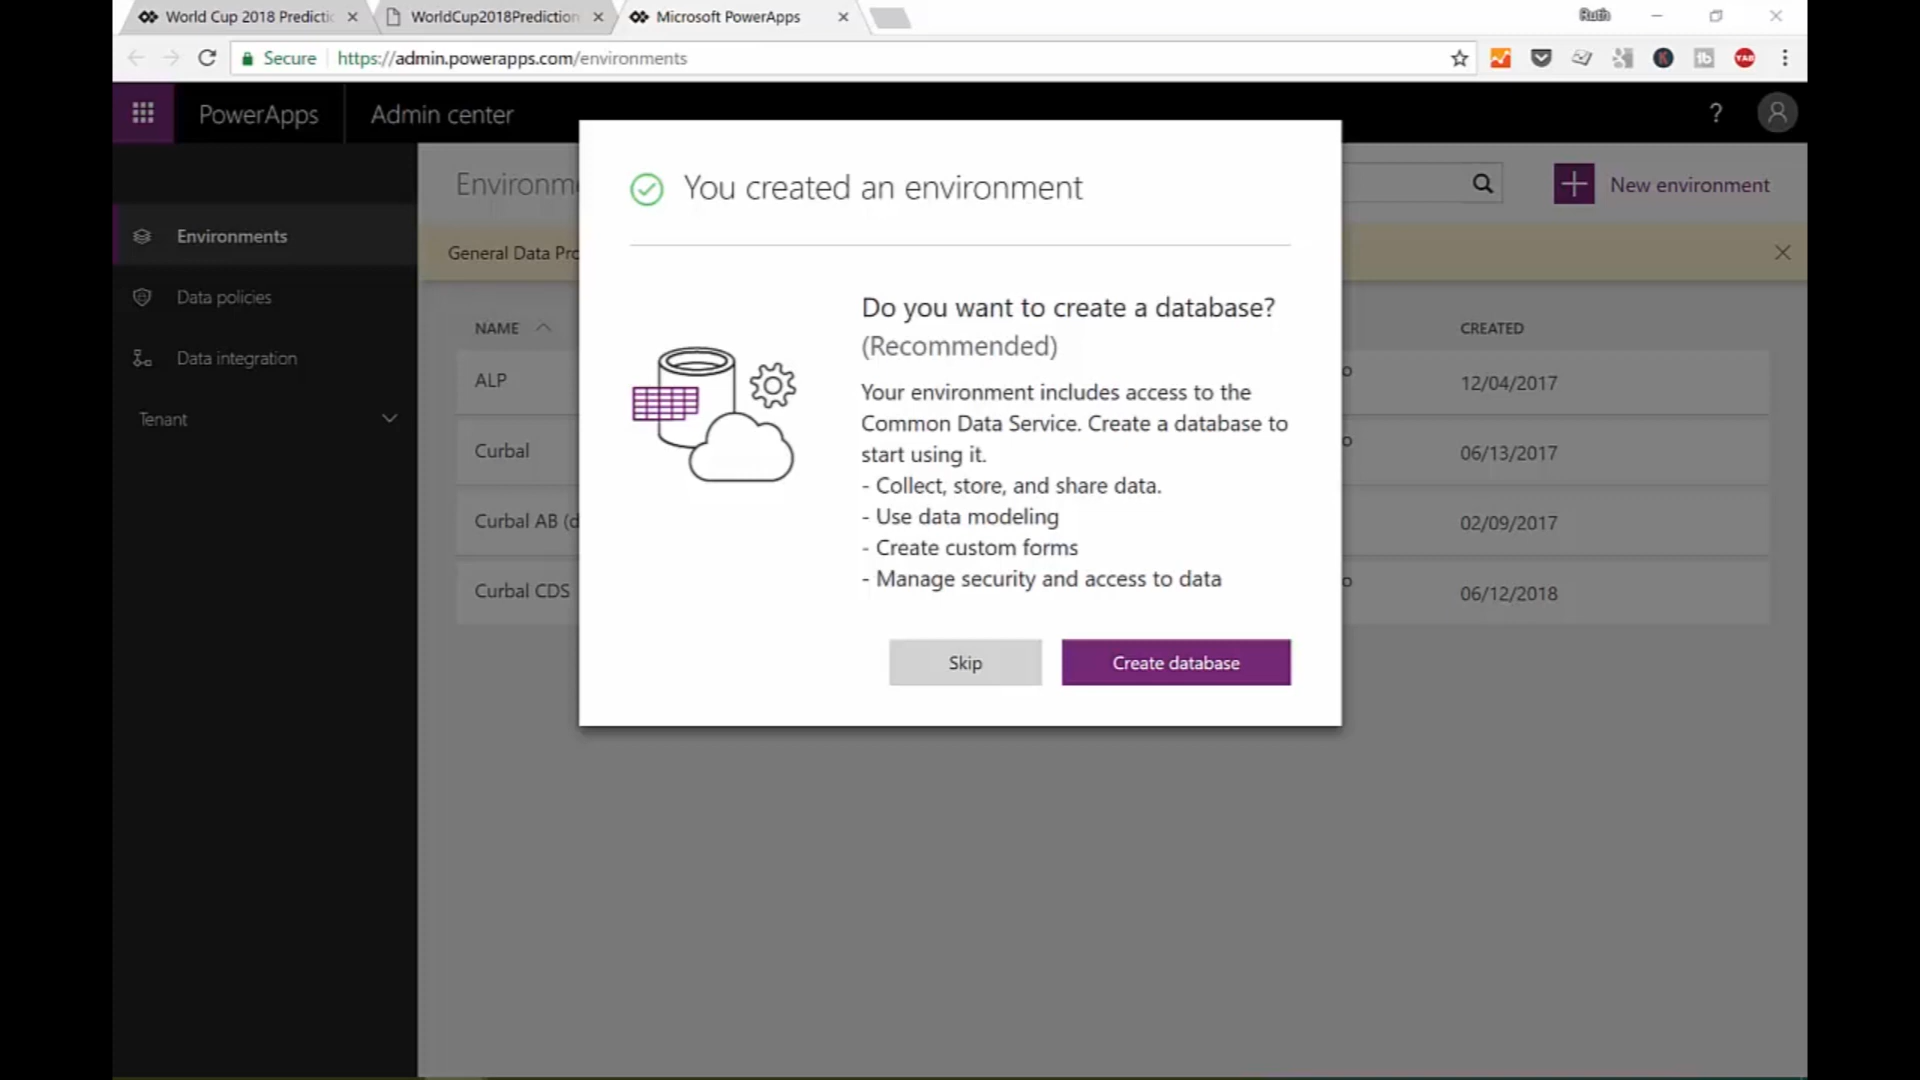 World Cup 2018 Predictic
WorldCup2018Prediction
Microsoft PowerApps
Ruth
Secure
https://admin.powerapps.com/environments
PowerApps
Admin center
?
Environm
New environment
Environments
Data policies
Data integration
Tenant
General Data Pro
NAME
CREATED
ALP
12/04/2017
Curbal
06/13/2017
Curbal AB (d
02/09/2017
Curbal CDS
06/12/2018
You created an environment
Do you want to create a database?
(Recommended)
Your environment includes access to the
Common Data Service. Create a database to
start using it.
- Collect, store, and share data.
- Use data modeling
- Create custom forms
- Manage security and access to data
Skip
Create database